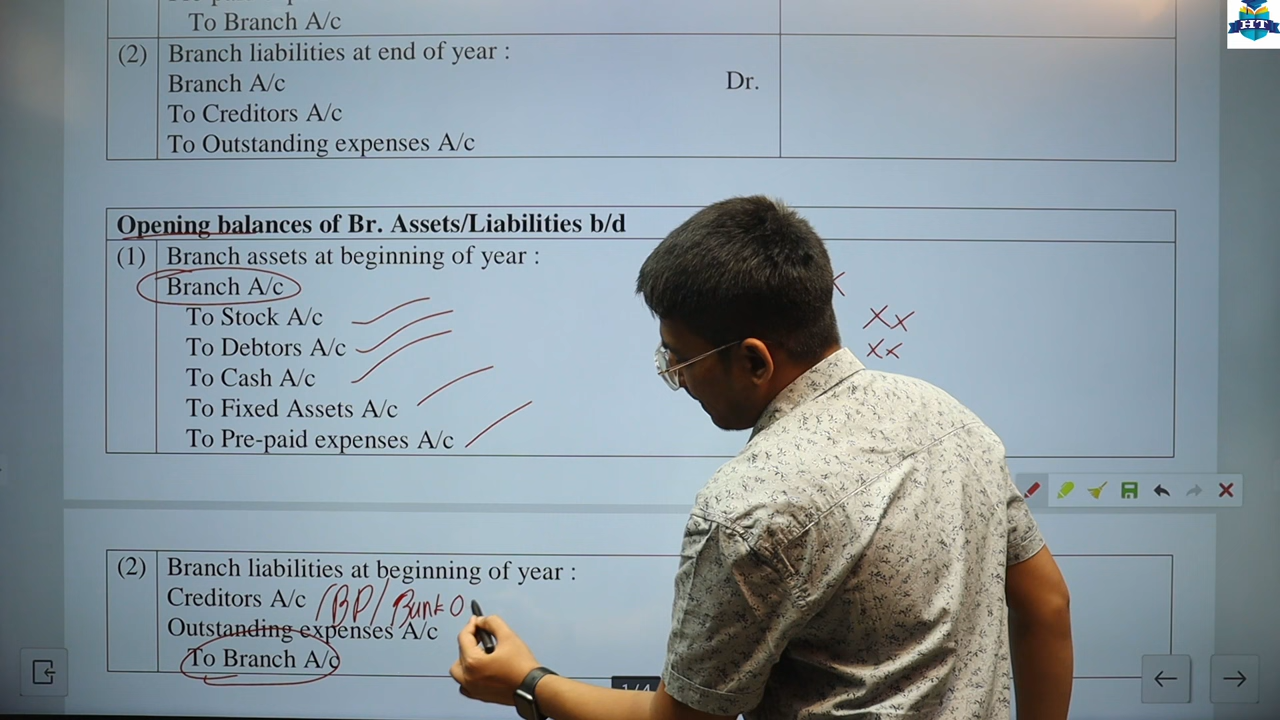 To Branch A/c
HT
(2) Branch liabilities at end of year :
Branch A/c Dr.
To Creditors A/c
To Outstanding expenses A/c
Opening balances of Br. Assets/Liabilities b/d
(1) Branch assets at beginning of year :
Branch A/c x
To Stock A/c xx
To Debtors A/c xx
To Cash A/c
To Fixed Assets A/c
To Pre-paid expenses A/c
(2) Branch liabilities at beginning of year :
Creditors A/c /BP/ Bank O
Outstanding expenses A/c
To Branch A/c